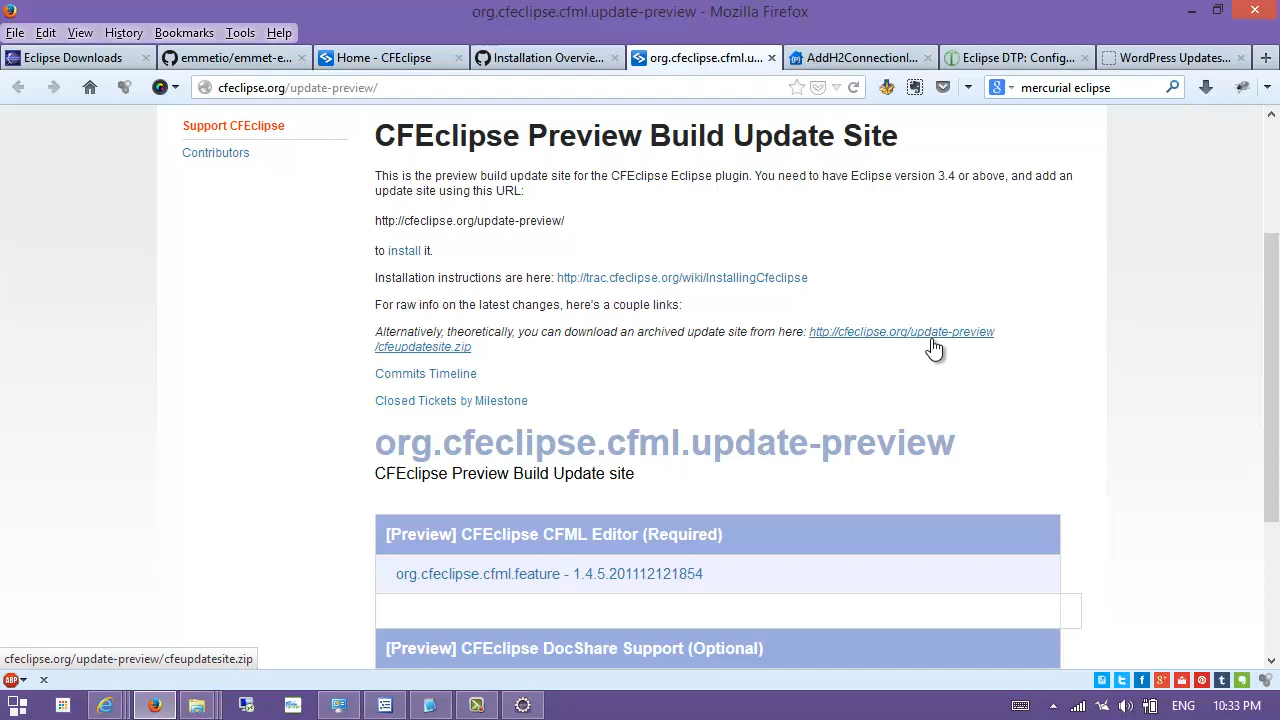 org.cfeclipse.cfml.update-preview - Mozilla Firefox
File Edit View History Bookmarks Tools Help
Eclipse Downloads
emmetio/emmet-e...
Home - CFEclipse
Installation Overvie...
org.cfeclipse.cfml.u...
AddH2ConnectionI...
Eclipse DTP: Config...
WordPress Updates...
cfeclipse.org/update-preview/
mercurial eclipse
Support CFEclipse
Contributors
CFEclipse Preview Build Update Site
This is the preview build update site for the CFEclipse Eclipse plugin. You need to have Eclipse version 3.4 or above, and add an
update site using this URL:
http://cfeclipse.org/update-preview/
to install it.
Installation instructions are here: http://trac.cfeclipse.org/wiki/InstallingCfeclipse
For raw info on the latest changes, here's a couple links:
Alternatively, theoretically, you can download an archived update site from here: http://cfeclipse.org/update-preview
/cfeupdatesite.zip
Commits Timeline
Closed Tickets by Milestone
org.cfeclipse.cfml.update-preview
CFEclipse Preview Build Update site
[Preview] CFEclipse CFML Editor (Required)
org.cfeclipse.cfml.feature - 1.4.5.201112121854
[Preview] CFEclipse DocShare Support (Optional)
cfeclipse.org/update-preview/cfeupdatesite.zip
ABP
ENG
10:33 PM